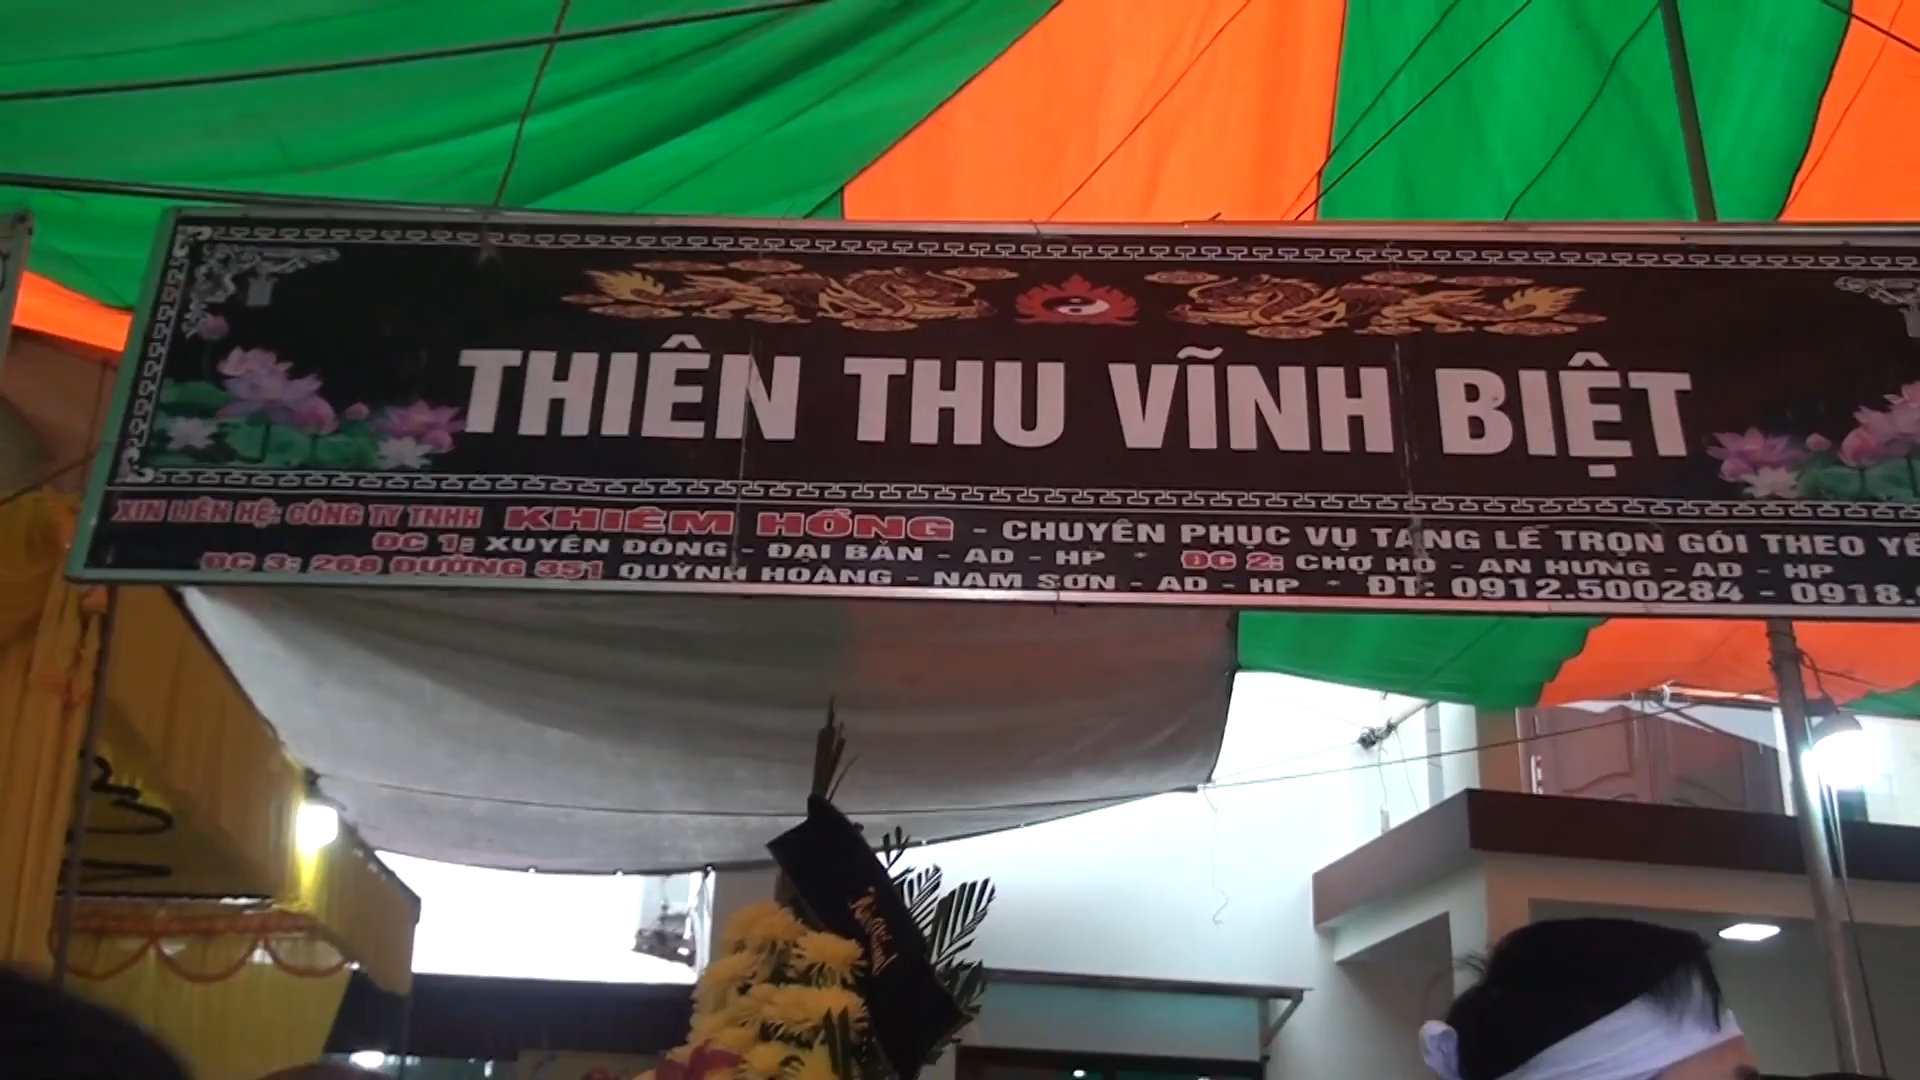 THIÊN THU VĨNH BIỆT
XIN LIÊN HỆ: CÔNG TY TNHH KHIÊM HỒNG - CHUYÊN PHỤC VỤ TANG LỄ TRỌN GÓI THEO YÊ
ĐC 1: XUYÊN ĐÔNG - ĐẠI BẢN - AD - HP * ĐC 2: CHỢ HỖ - AN HƯNG - AD - HP
ĐC 3: 268 ĐƯỜNG 351 QUỲNH HOÀNG - NAM SƠN - AD - HP * ĐT: 0912.500284 - 0918.